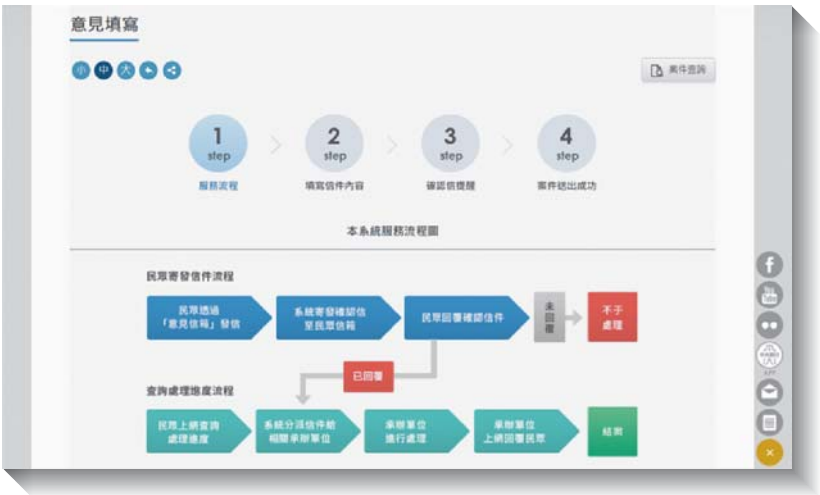 意見填寫
小 中 大
案件查詢
1 step
2 step
3 step
4 step
服務流程
填寫信件內容
確認信提醒
案件送出成功
本系統服務流程圖
民眾寄發信件流程
民眾透過
「意見信箱」發信
系統寄發確認信
至民眾信箱
民眾回覆確認信件
未回覆
不予
處理
已回覆
查詢處理進度流程
民眾上網查詢
處理進度
系統分派信件給
相關承辦單位
承辦單位
進行處理
承辦單位
上網回覆民眾
結案
f
You
Tube
APP
×